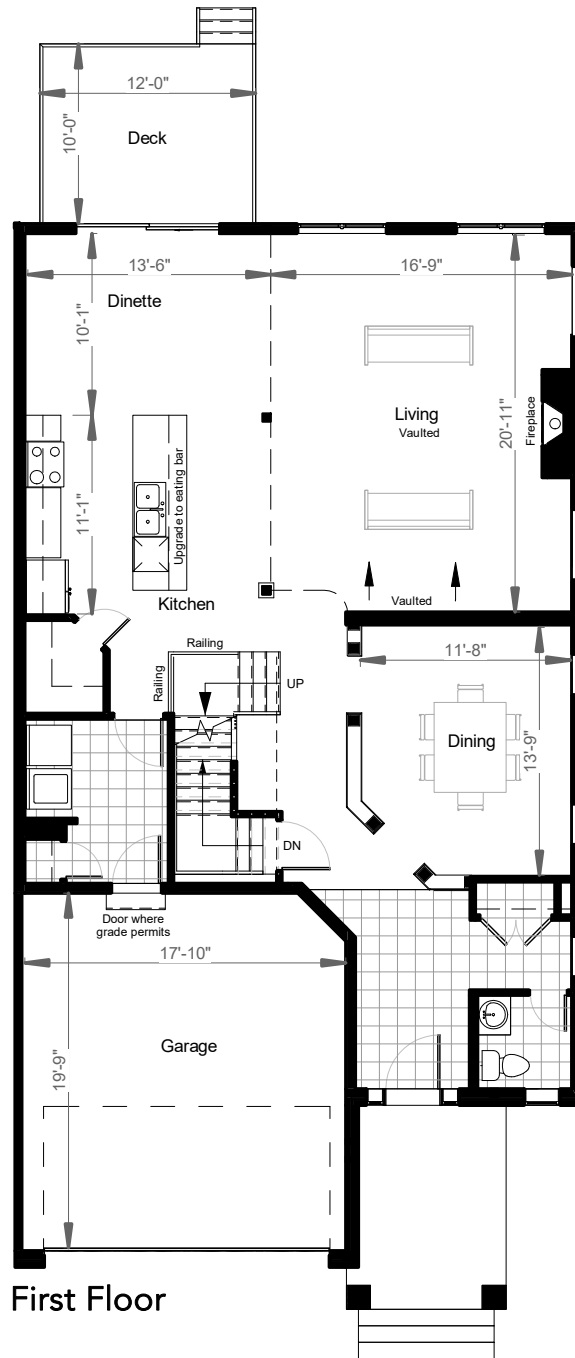 12'-0"
10'-0"
Deck
13'-6"
16'-9"
Dinette
10'-1"
20'-11"
Living
Vaulted
Fireplace
11'-1"
Upgrade to eating bar
Kitchen
Vaulted
Railing
Railing
UP
11'-8"
Dining
13'-9"
DN
Door where
grade permits
17'-10"
Garage
19'-9"
First Floor